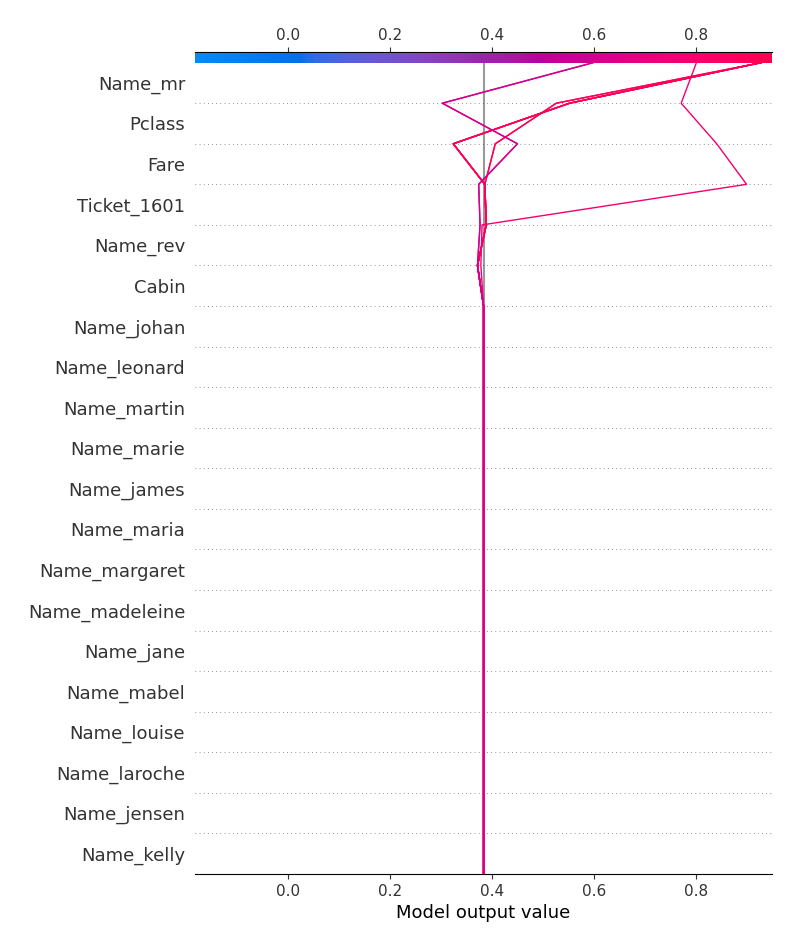 0.0 0.2 0.4 0.6 0.8
Name_mr
Pclass
Fare
Ticket_1601
Name_rev
Cabin
Name_johan
Name_leonard
Name_martin
Name_marie
Name_james
Name_maria
Name_margaret
Name_madeleine
Name_jane
Name_mabel
Name_louise
Name_laroche
Name_jensen
Name_kelly
0.0 0.2 0.4 0.6 0.8
Model output value